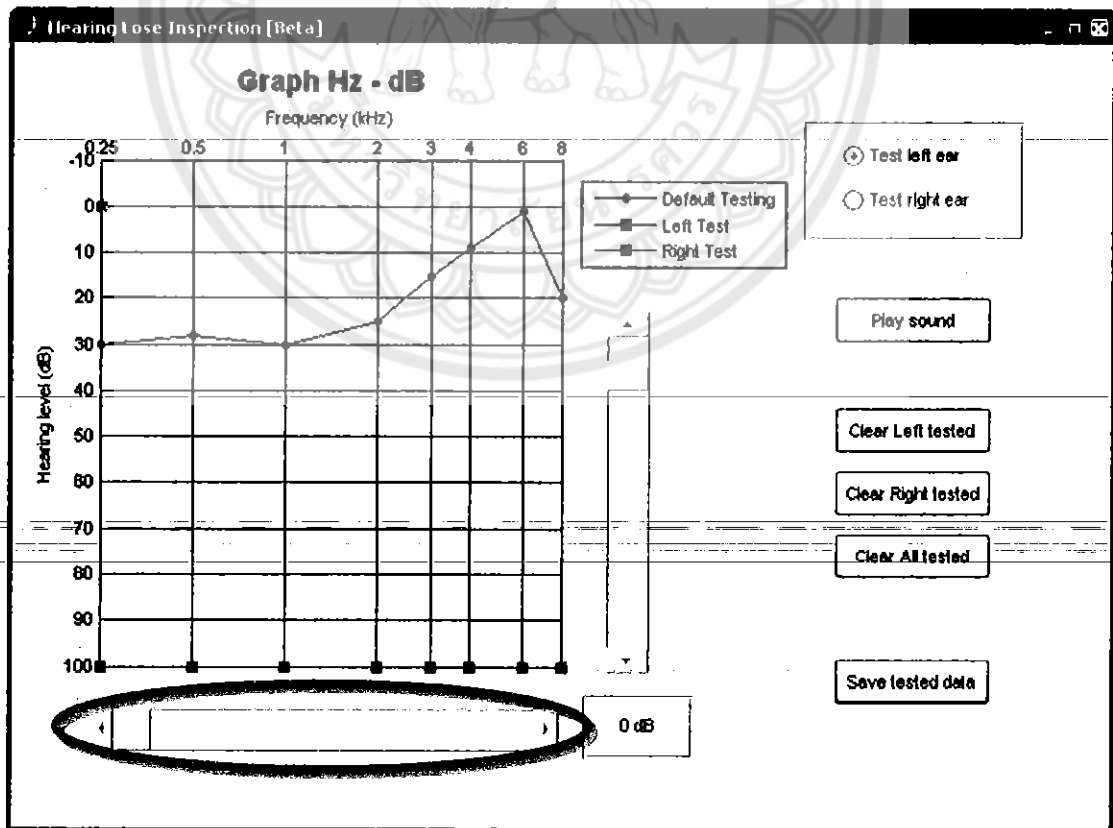 Hearing Lose Inspection [Beta]
Graph Hz - dB
Frequency (kHz)
0.25 0.5 1 2 3 4 6 8
Hearing level (dB)
-10
0
10
20
30
40
50
60
70
80
90
100
Default Testing
Left Test
Right Test
Test left ear
Test right ear
Play sound
Clear Left tested
Clear Right tested
Clear All tested
Save tested data
0 dB